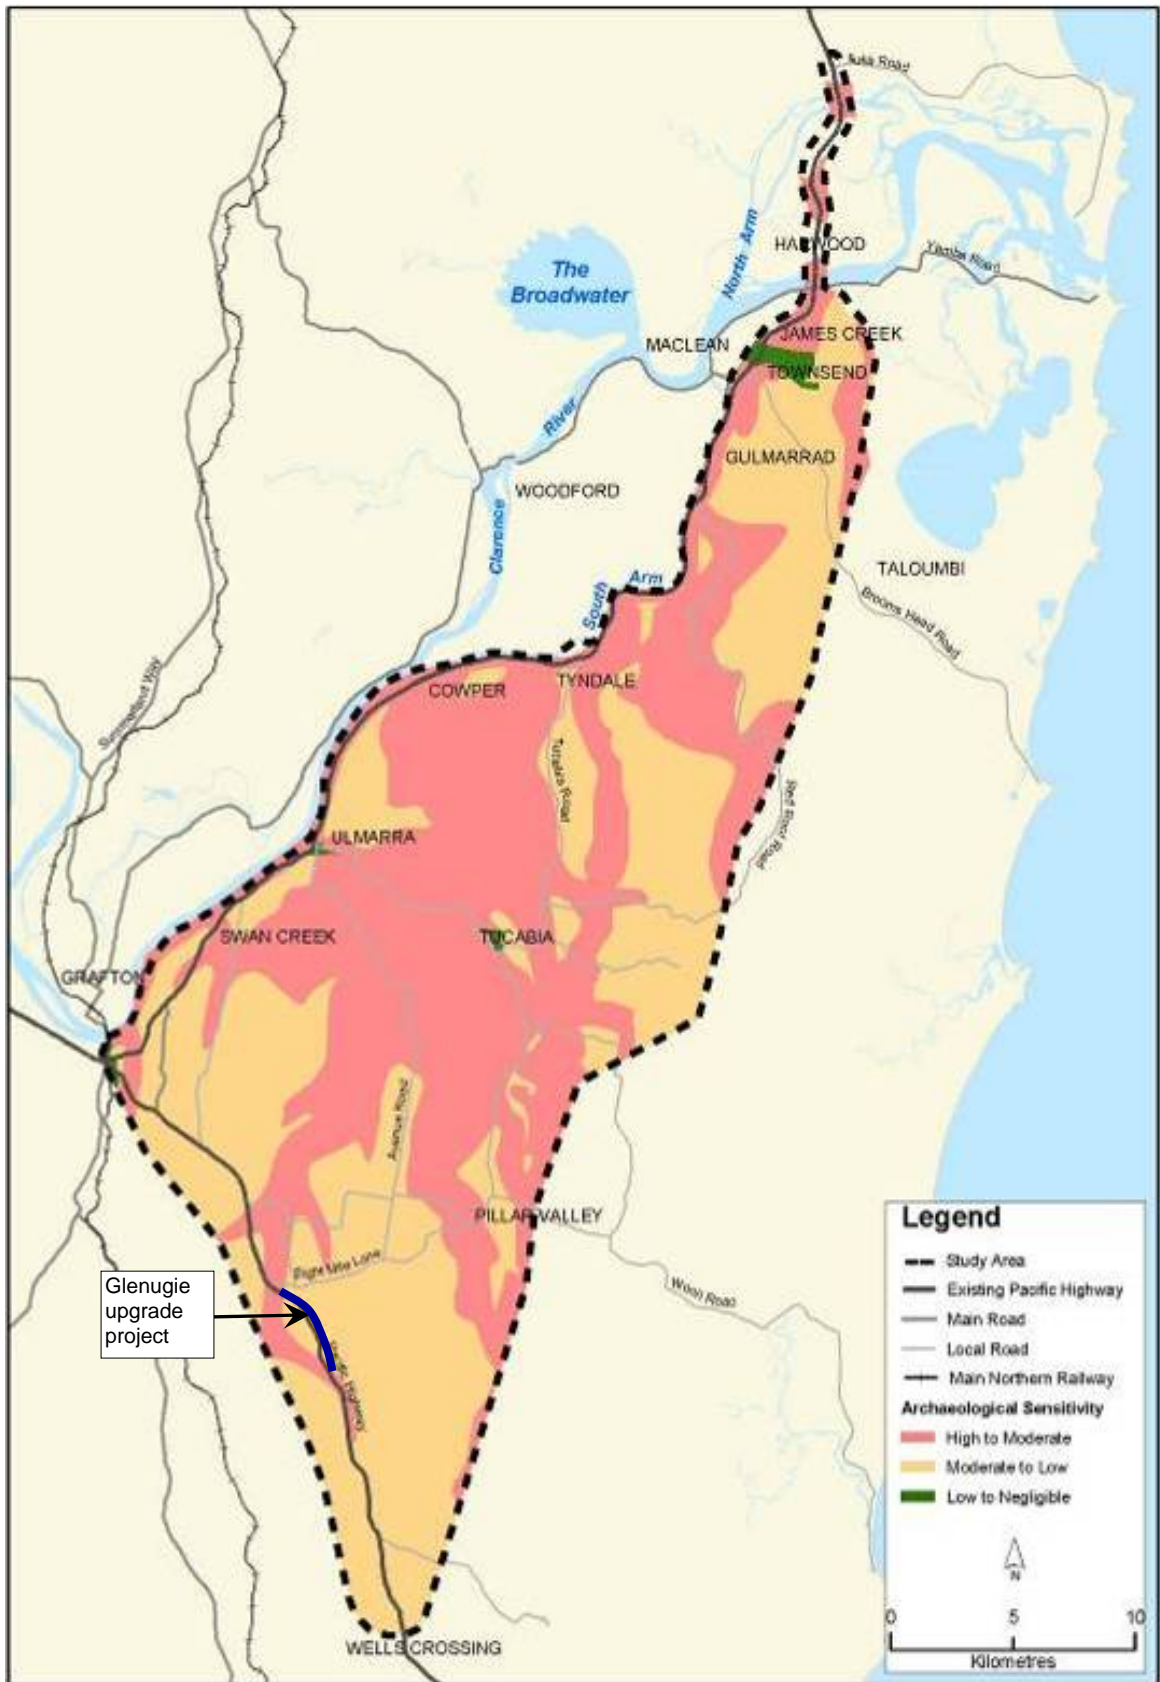 Iluka Road
North Arm
HARWOOD
Yamba Road
The
Broadwater
JAMES CREEK
MACLEAN
TOWNSEND
River
GULMARRAD
WOODFORD
Clarence
TALOUMBI
South Arm
Brooms Head Road
Summerland Way
COWPER
TYNDALE
Tucabia Road
Red Rock Road
ULMARRA
SWAN CREEK
TUCABIA
GRAFTON
Avenue Road
PILLAR VALLEY
Eight Mile Lane
Wooli Road
Glenugie
upgrade
project
Pacific Highway
WELLS CROSSING
Legend
Study Area
Existing Pacific Highway
Main Road
Local Road
Main Northern Railway
Archaeological Sensitivity
High to Moderate
Moderate to Low
Low to Negligible
N
0 5 10
Kilometres